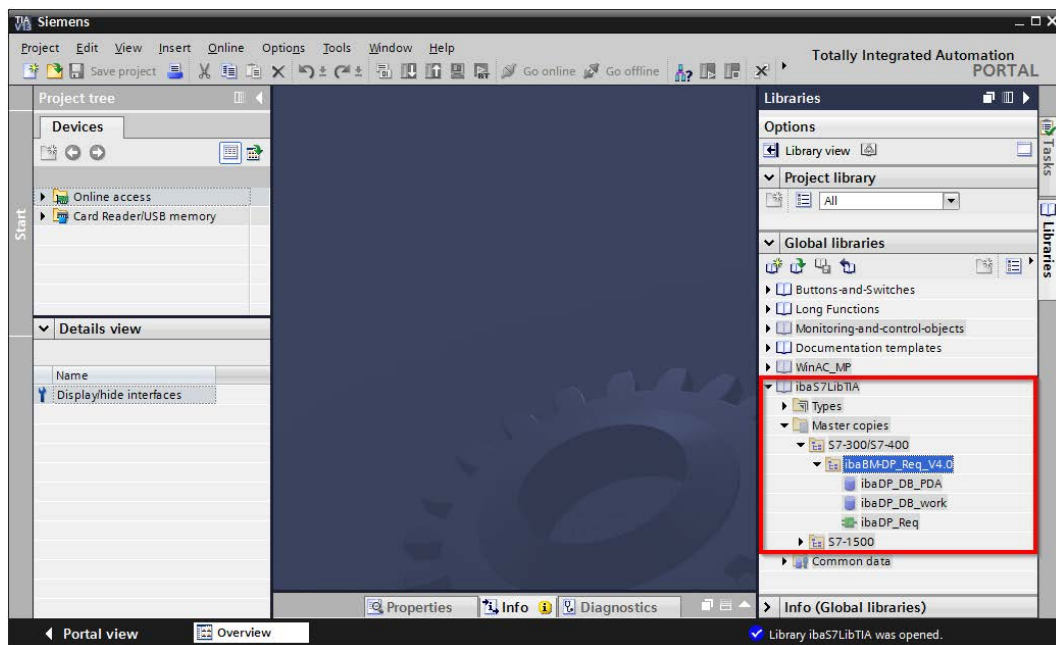 Siemens
Project Edit View Insert Online Options Tools Window Help
Save project Go online Go offline
Totally Integrated Automation
PORTAL
Project tree
Devices
Online access
Card Reader/USB memory
Start
Details view
Name
Display/hide interfaces
Libraries
Options
Library view
Project library
All
Global libraries
Buttons-and-Switches
Long Functions
Monitoring-and-control-objects
Documentation templates
WinAC_MP
ibaS7LibTIA
Types
Master copies
S7-300/S7-400
ibaBM-DP_Req_V4.0
ibaDP_DB_PDA
ibaDP_DB_work
ibaDP_Req
S7-1500
Common data
Info (Global libraries)
Tasks
Libraries
Properties Info Diagnostics
Portal view Overview
Library ibaS7LibTIA was opened.